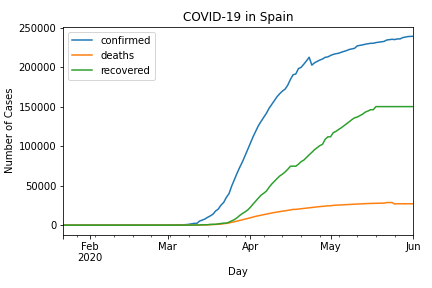 COVID-19 in Spain
250000
200000
150000
100000
50000
0
Number of Cases
confirmed
deaths
recovered
Feb
2020
Mar
Apr
May
Jun
Day